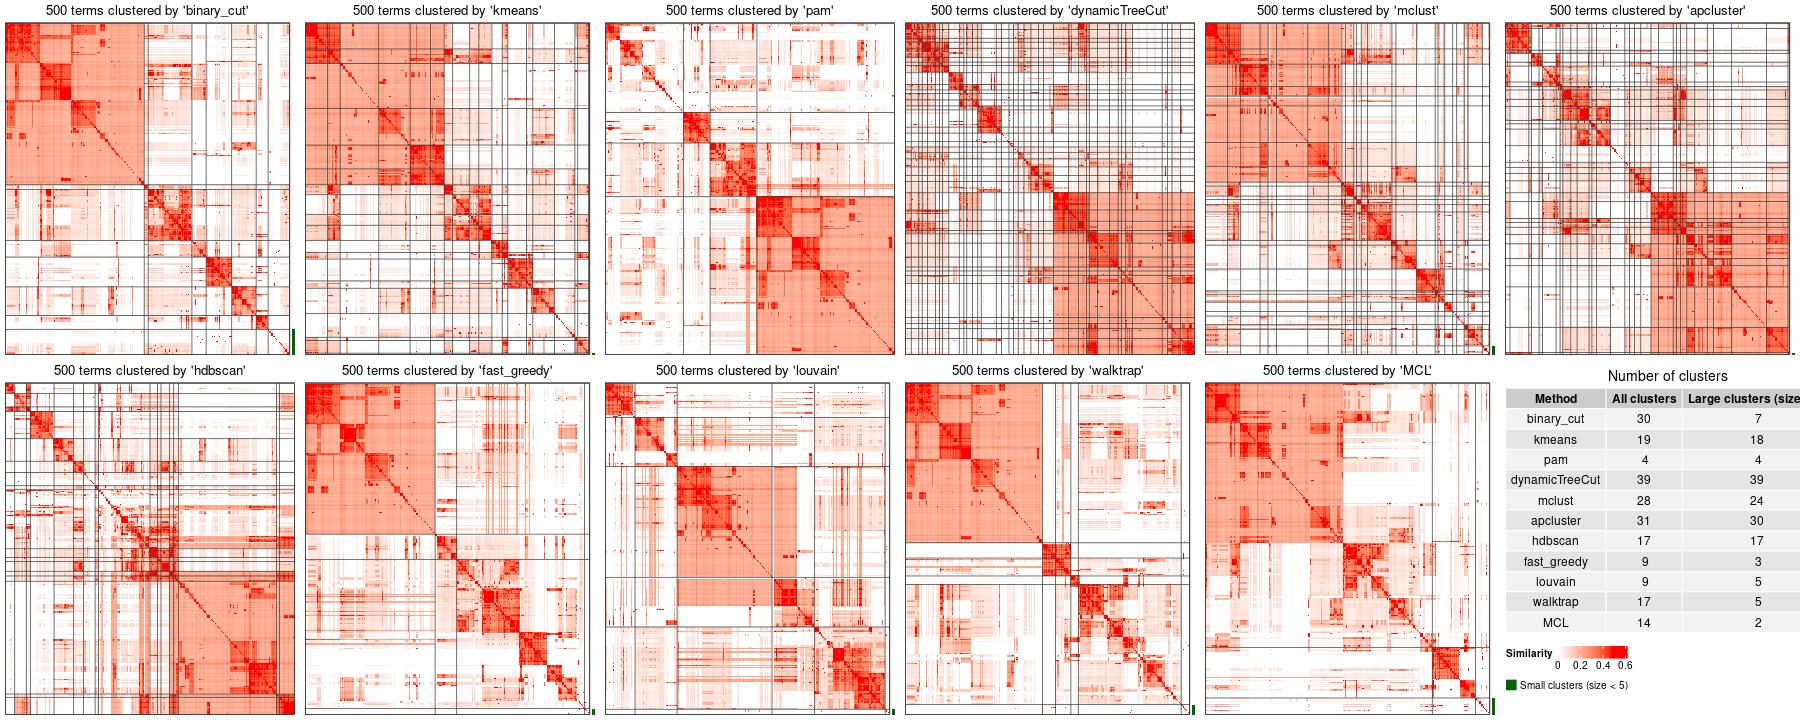 500 terms clustered by 'binary_cut'
500 terms clustered by 'kmeans'
500 terms clustered by 'pam'
500 terms clustered by 'dynamicTreeCut'
500 terms clustered by 'mclust'
500 terms clustered by 'apcluster'
500 terms clustered by 'hdbscan'
500 terms clustered by 'fast_greedy'
500 terms clustered by 'louvain'
500 terms clustered by 'walktrap'
500 terms clustered by 'MCL'
Number of clusters
Method All clusters Large clusters (size
binary_cut 30 7
kmeans 19 18
pam 4 4
dynamicTreeCut 39 39
mclust 28 24
apcluster 31 30
hdbscan 17 17
fast_greedy 9 3
louvain 9 5
walktrap 17 5
MCL 14 2
Similarity
0 0.2 0.4 0.6
Small clusters (size < 5)